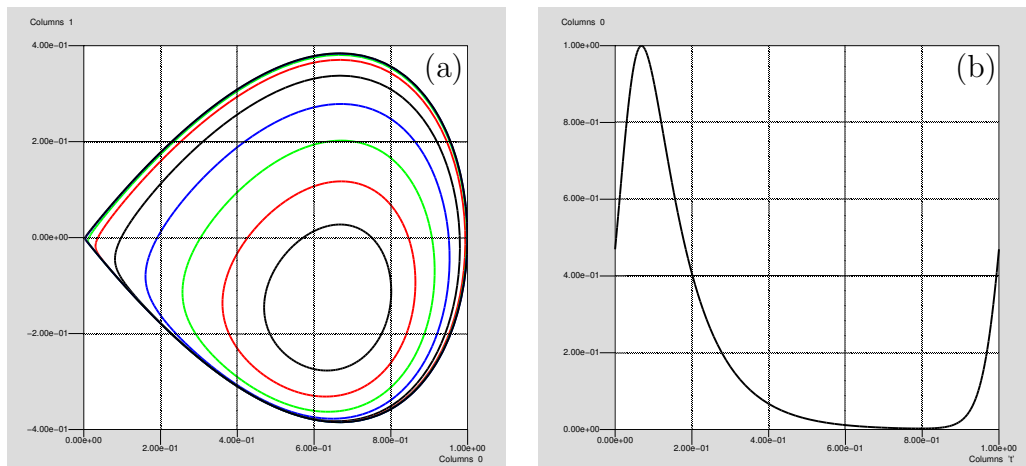 Columns 1
4.00e−01
(a)
2.00e−01
0.00e+00
−2.00e−01
−4.00e−01
0.00e+00 2.00e−01 4.00e−01 6.00e−01 8.00e−01 1.00e+00
Columns 0
Columns 0
1.00e+00
(b)
8.00e−01
6.00e−01
4.00e−01
2.00e−01
0.00e+00
0.00e+00 2.00e−01 4.00e−01 6.00e−01 8.00e−01 1.00e+00
Columns 't'